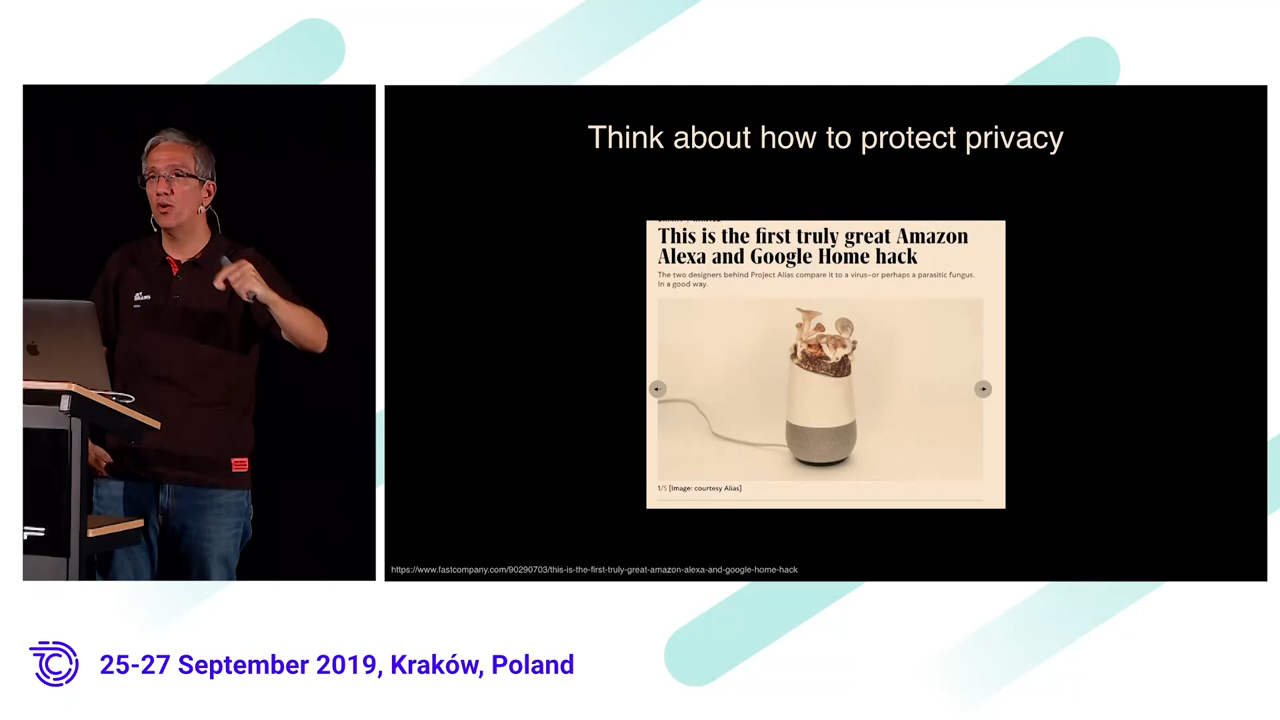 Think about how to protect privacy
This is the first truly great Amazon
Alexa and Google Home hack
The two designers behind Project Alias compare it to a virus–or perhaps a parasitic fungus.
In a good way.
1/5 [Image: courtesy Alias]
https://www.fastcompany.com/90290703/this-is-the-first-truly-great-amazon-alexa-and-google-home-hack
25-27 September 2019, Kraków, Poland